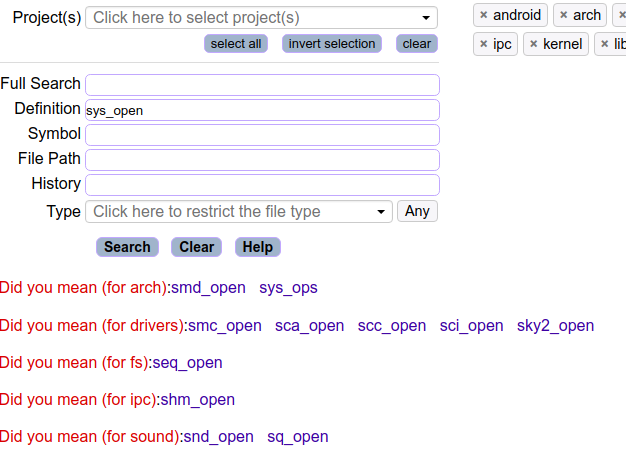 Project(s) Click here to select project(s)
× android × arch ×
select all invert selection clear
× ipc × kernel × lib
Full Search
Definition sys_open
Symbol
File Path
History
Type Click here to restrict the file type Any
Search Clear Help
Did you mean (for arch):smd_open sys_ops
Did you mean (for drivers):smc_open sca_open scc_open sci_open sky2_open
Did you mean (for fs):seq_open
Did you mean (for ipc):shm_open
Did you mean (for sound):snd_open sq_open